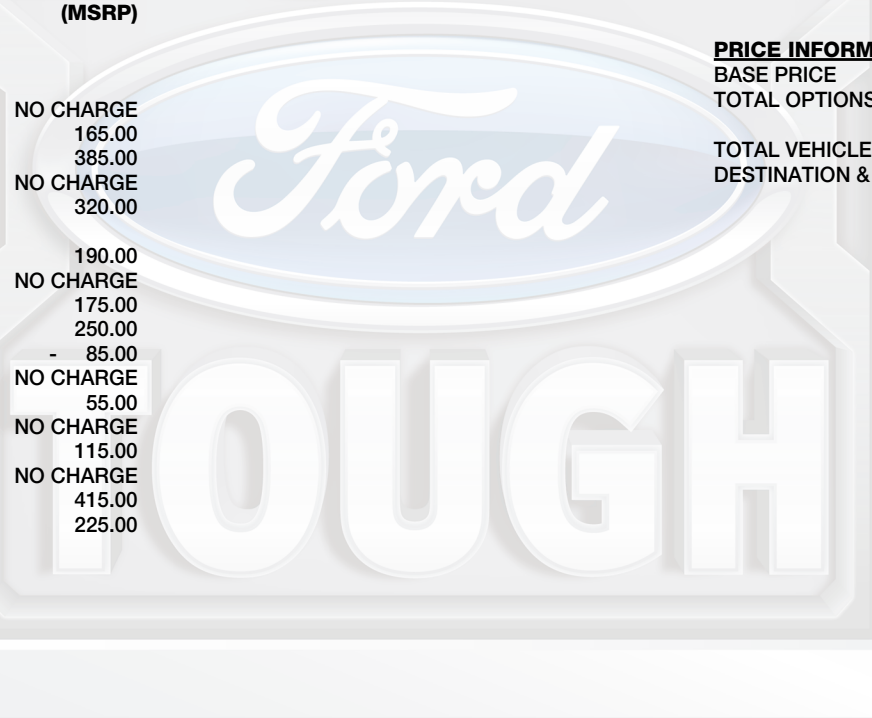 (MSRP)
NO CHARGE
165.00
385.00
NO CHARGE
320.00
190.00
NO CHARGE
175.00
250.00
- 85.00
NO CHARGE
55.00
NO CHARGE
115.00
NO CHARGE
415.00
225.00
PRICE INFORM
BASE PRICE
TOTAL OPTIONS
TOTAL VEHICLE
DESTINATION &
Ford
TOUGH